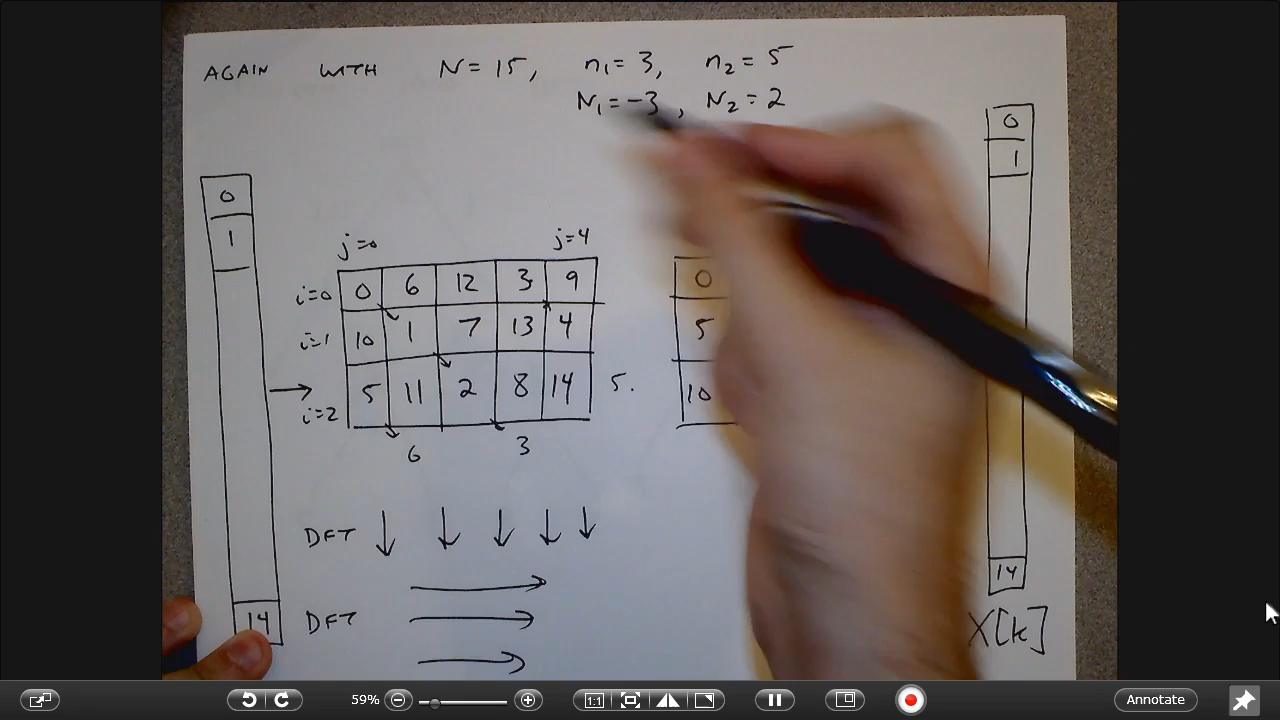 AGAIN WITH N = 15, n₁ = 3, n₂ = 5
N₁ = -3, N₂ = 2
0
1
14
j=0 j=4
i=0 0 6 12 3 9
i=1 10 1 7 13 4
i=2 5 11 2 8 14
6 3
5.
DFT
DFT
0
5
10
0
1
14
X[k]
59%
1:1
Annotate